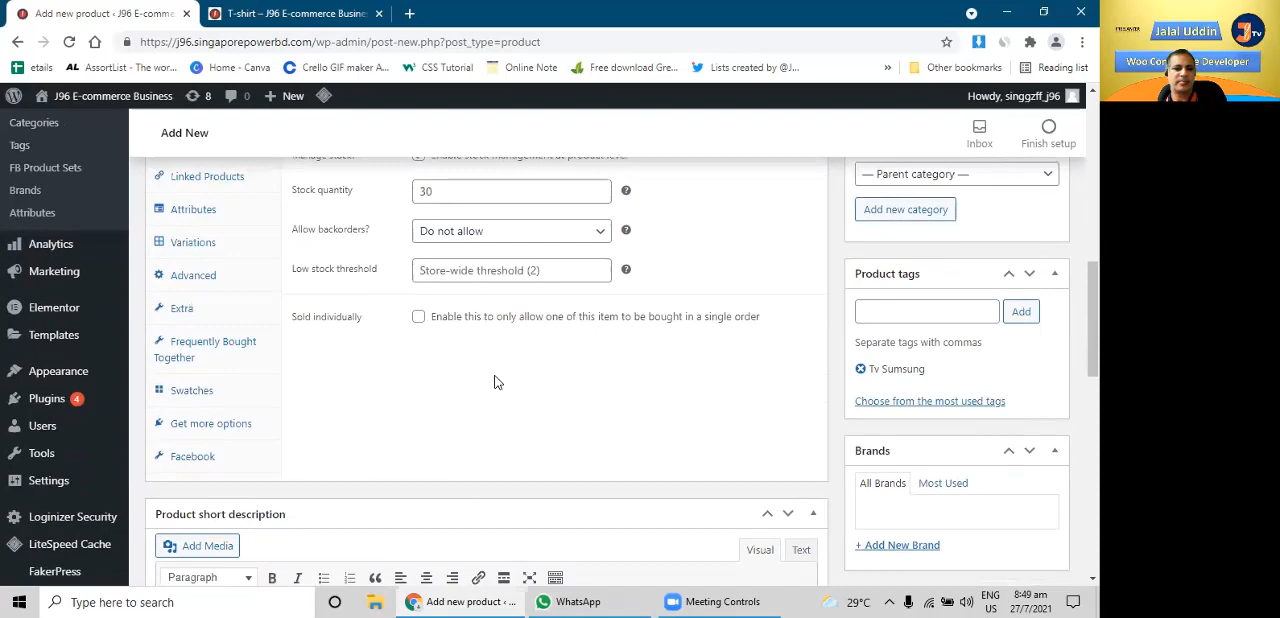 Add new product ‹ J96 E-commerce
T-shirt – J96 E-commerce Business
https://j96.singaporepowerbd.com/wp-admin/post-new.php?post_type=product
etails
AL AssortList - The wor...
Home - Canva
Crello GIF maker A...
CSS Tutorial
Online Note
Free download Gre...
Lists created by @J...
»
Other bookmarks
Reading list
J96 E-commerce Business
8
0
+ New
Howdy, singgzff_j96
FREELANCER
Jalal Uddin
TV
Woo Commerce Developer
Add New
Inbox
Finish setup
Categories
Tags
FB Product Sets
Brands
Attributes
Analytics
Marketing
Elementor
Templates
Appearance
Plugins 4
Users
Tools
Settings
Loginizer Security
LiteSpeed Cache
FakerPress
Linked Products
Attributes
Variations
Advanced
Extra
Frequently Bought
Together
Swatches
Get more options
Facebook
Manage stock?
Enable stock management at product level
Stock quantity
30
Allow backorders?
Do not allow
Low stock threshold
Store-wide threshold (2)
Sold individually
Enable this to only allow one of this item to be bought in a single order
Product short description
Add Media
Visual
Text
Paragraph
B
I
— Parent category —
Add new category
Product tags
Add
Separate tags with commas
Tv Sumsung
Choose from the most used tags
Brands
All Brands
Most Used
+ Add New Brand
Type here to search
Add new product ‹ ...
WhatsApp
Meeting Controls
29°C
ENG
US
8:49 am
27/7/2021